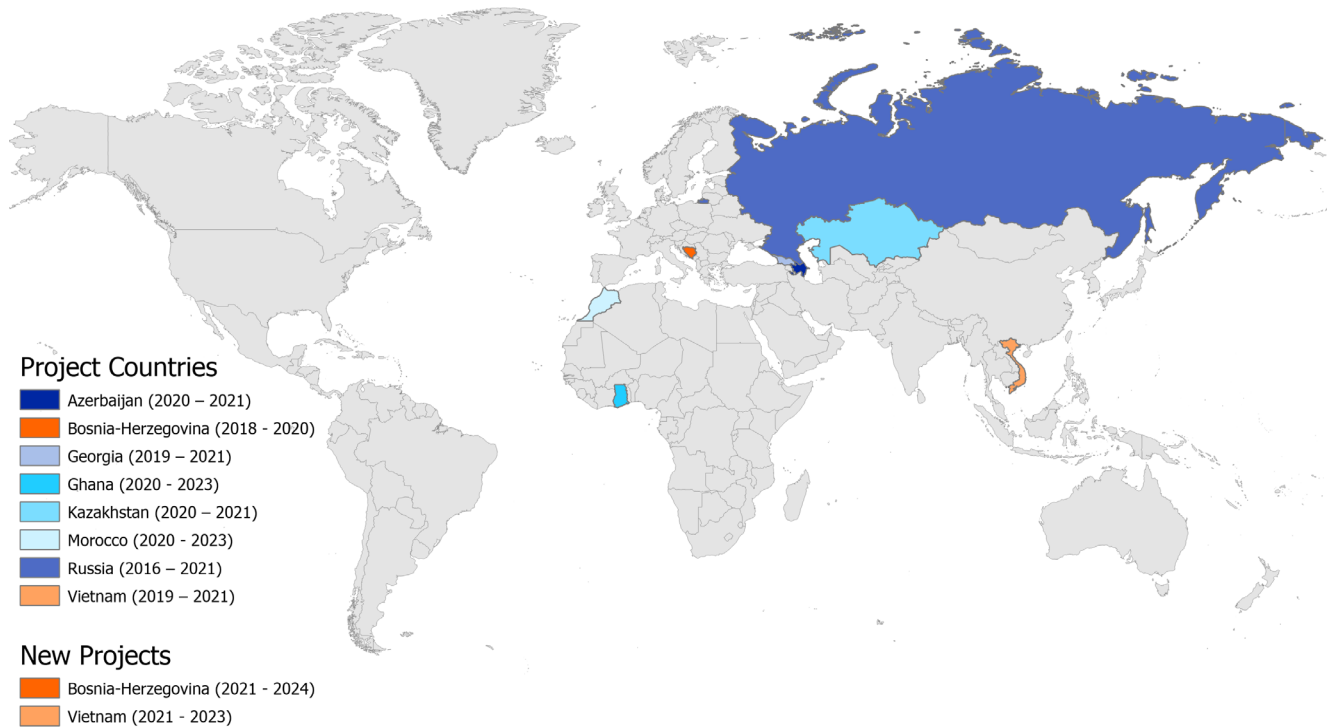 Project Countries
Azerbaijan (2020 – 2021)
Bosnia-Herzegovina (2018 - 2020)
Georgia (2019 – 2021)
Ghana (2020 - 2023)
Kazakhstan (2020 – 2021)
Morocco (2020 - 2023)
Russia (2016 – 2021)
Vietnam (2019 – 2021)
New Projects
Bosnia-Herzegovina (2021 - 2024)
Vietnam (2021 - 2023)